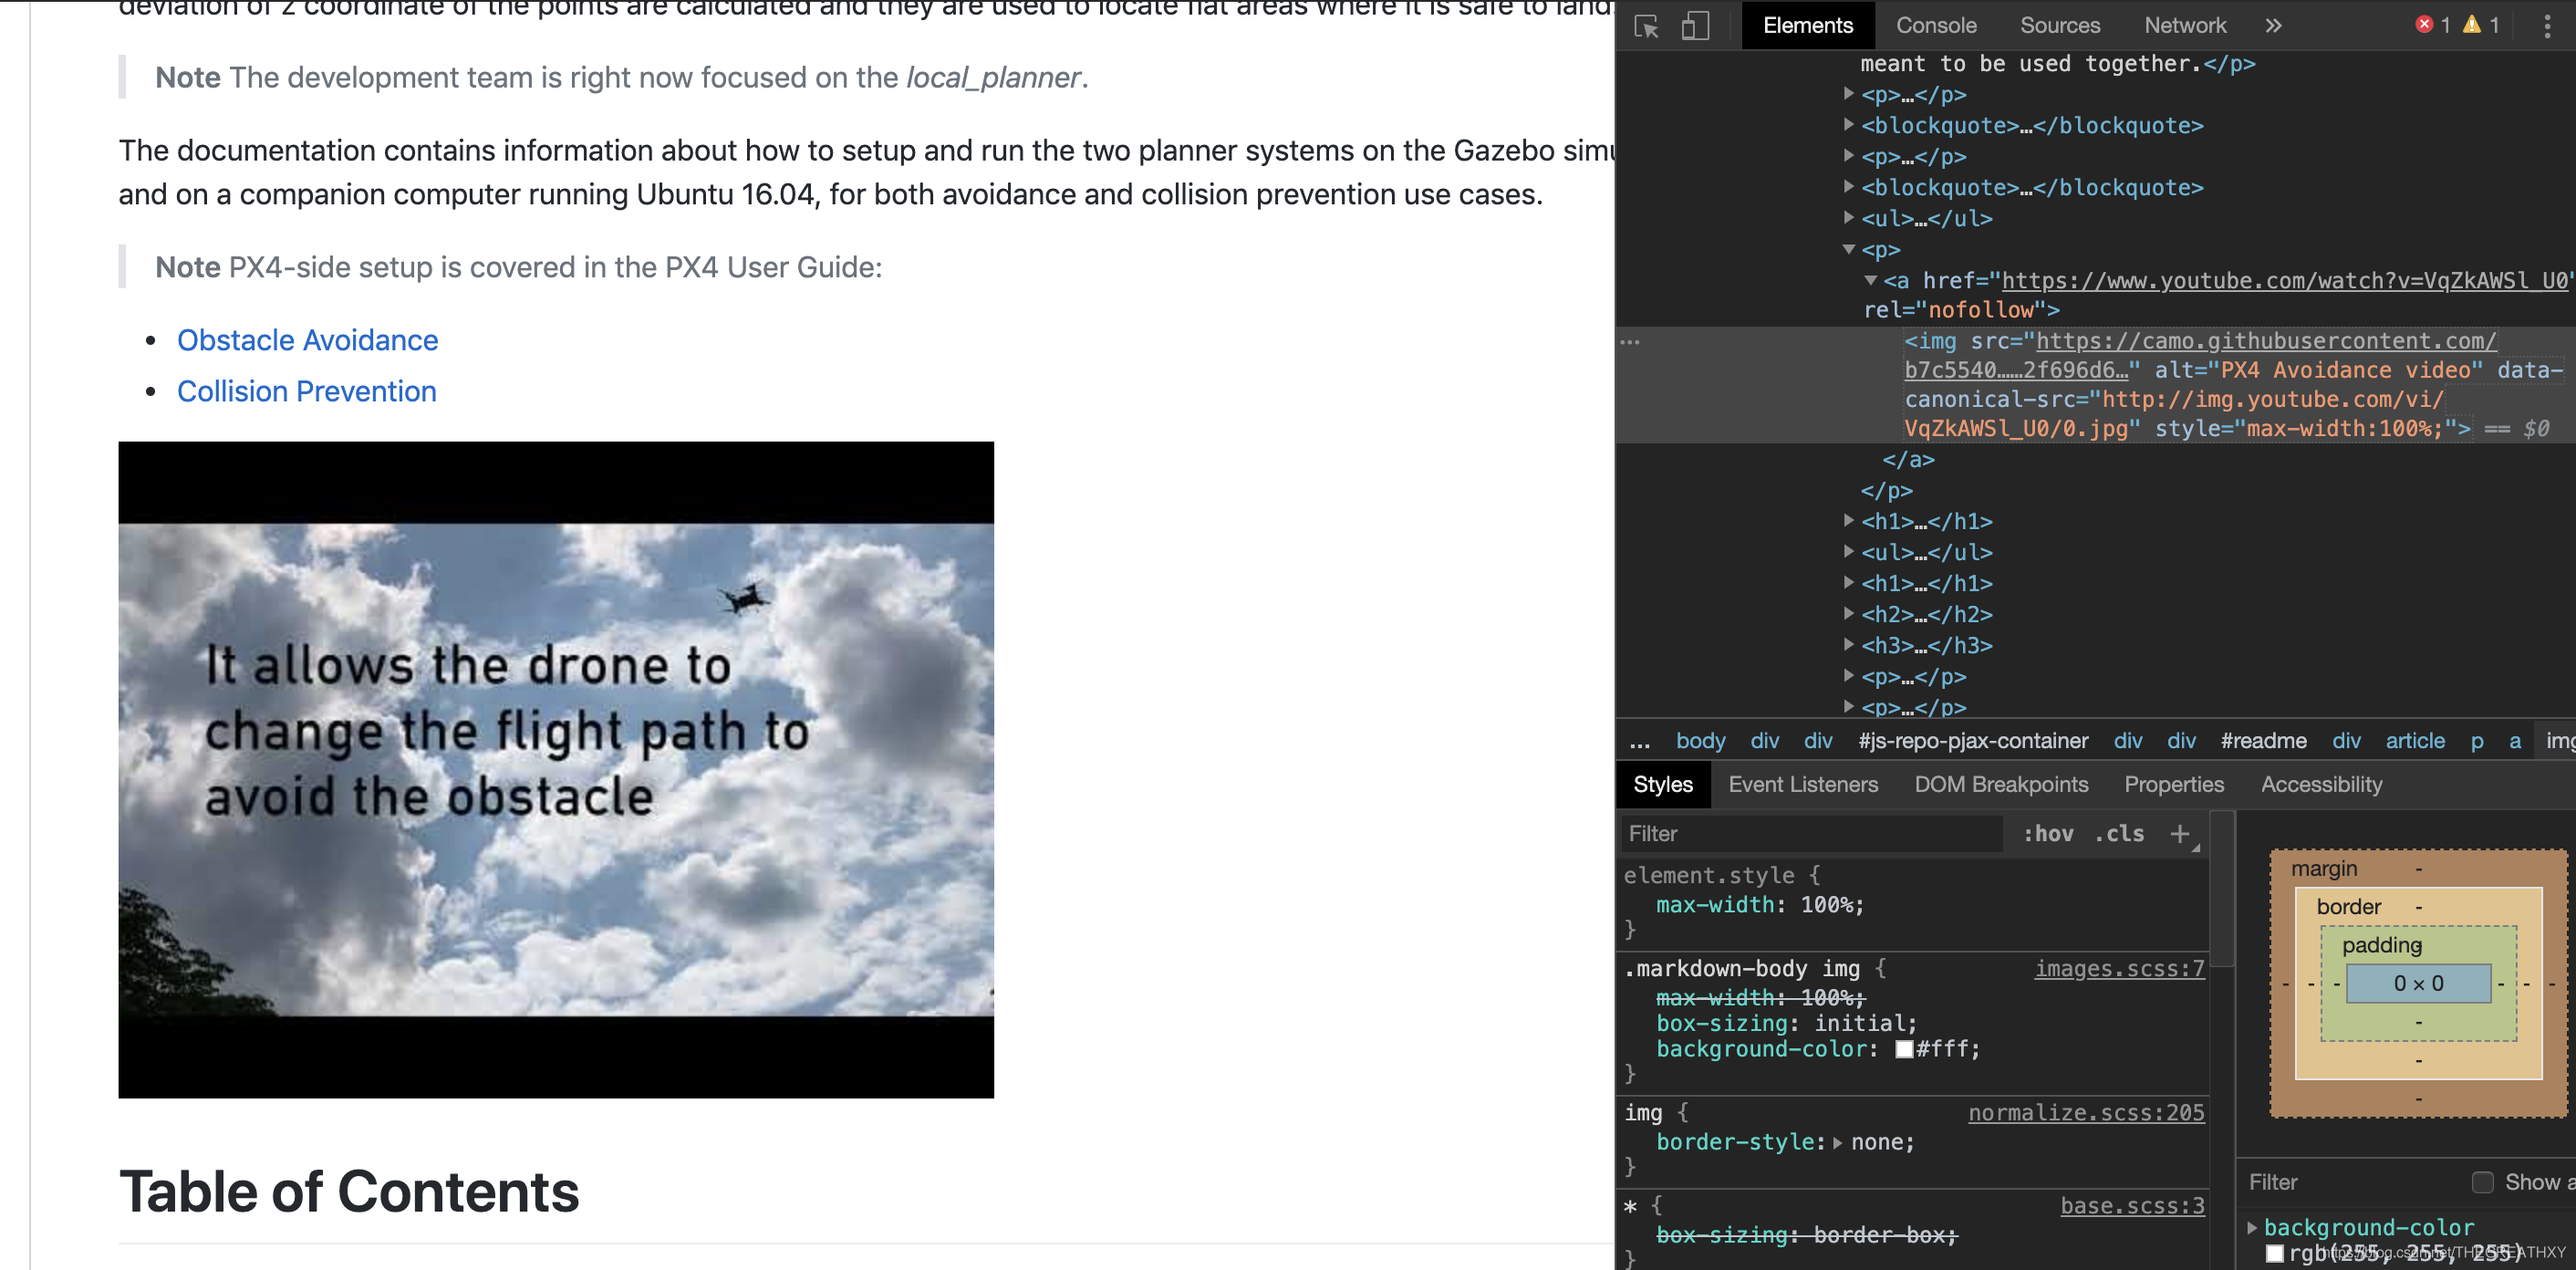 deviation of z coordinate of the points are calculated and they are used to locate flat areas where it is safe to land.
Note The development team is right now focused on the local_planner.
The documentation contains information about how to setup and run the two planner systems on the Gazebo simu
and on a companion computer running Ubuntu 16.04, for both avoidance and collision prevention use cases.
Note PX4-side setup is covered in the PX4 User Guide:
• Obstacle Avoidance
• Collision Prevention
It allows the drone to
change the flight path to
avoid the obstacle
Table of Contents
Elements Console Sources Network » 1 1
meant to be used together.</p>
<p>…</p>
<blockquote>…</blockquote>
<p>…</p>
<blockquote>…</blockquote>
<ul>…</ul>
<p>
<a href="https://www.youtube.com/watch?v=VqZkAWSl_U0"
rel="nofollow">
<img src="https://camo.githubusercontent.com/
b7c5540……2f696d6…" alt="PX4 Avoidance video" data-
canonical-src="http://img.youtube.com/vi/
VqZkAWSl_U0/0.jpg" style="max-width:100%;"> == $0
</a>
</p>
<h1>…</h1>
<ul>…</ul>
<h1>…</h1>
<h2>…</h2>
<h3>…</h3>
<p>…</p>
<p>…</p>
... body div div #js-repo-pjax-container div div #readme div article p a img
Styles Event Listeners DOM Breakpoints Properties Accessibility
Filter :hov .cls +
element.style {
max-width: 100%;
}
.markdown-body img { images.scss:7
max-width: 100%;
box-sizing: initial;
background-color: #fff;
}
img { normalize.scss:205
border-style: none;
}
* { base.scss:3
box-sizing: border-box;
}
margin -
border -
padding -
- - - 0 × 0 - - -
-
-
-
Filter Show a
background-color
rgb(255, 255, 255)
https://blog.csdn.net/THEGREATHXY